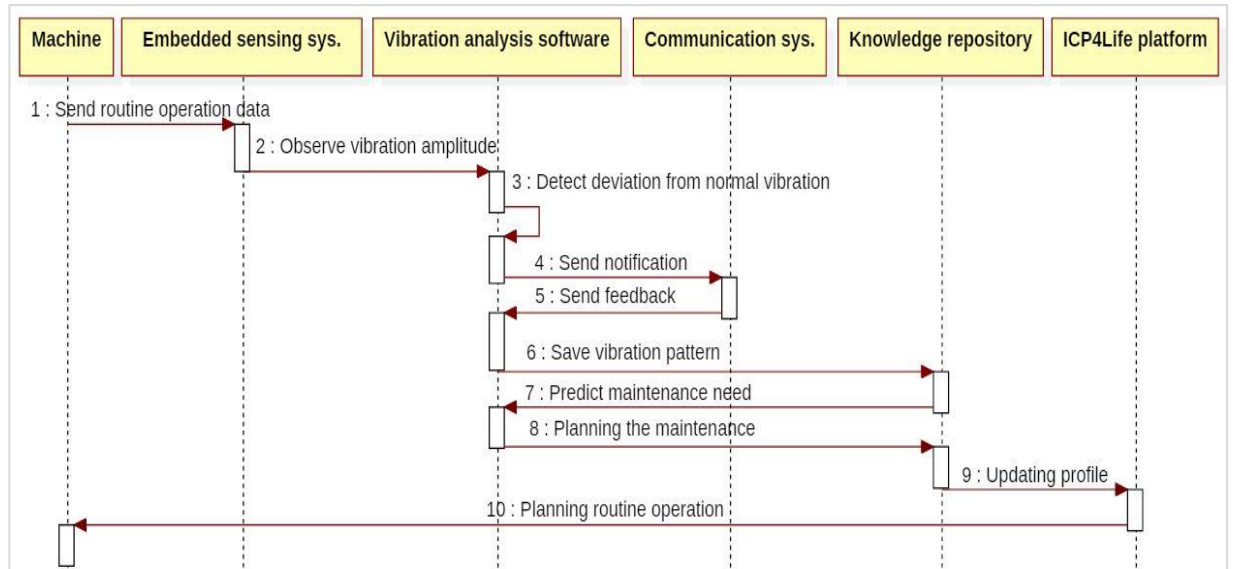 Machine
Embedded sensing sys.
Vibration analysis software
Communication sys.
Knowledge repository
ICP4Life platform
1 : Send routine operation data
2 : Observe vibration amplitude
3 : Detect deviation from normal vibration
4 : Send notification
5 : Send feedback
6 : Save vibration pattern
7 : Predict maintenance need
8 : Planning the maintenance
9 : Updating profile
10 : Planning routine operation